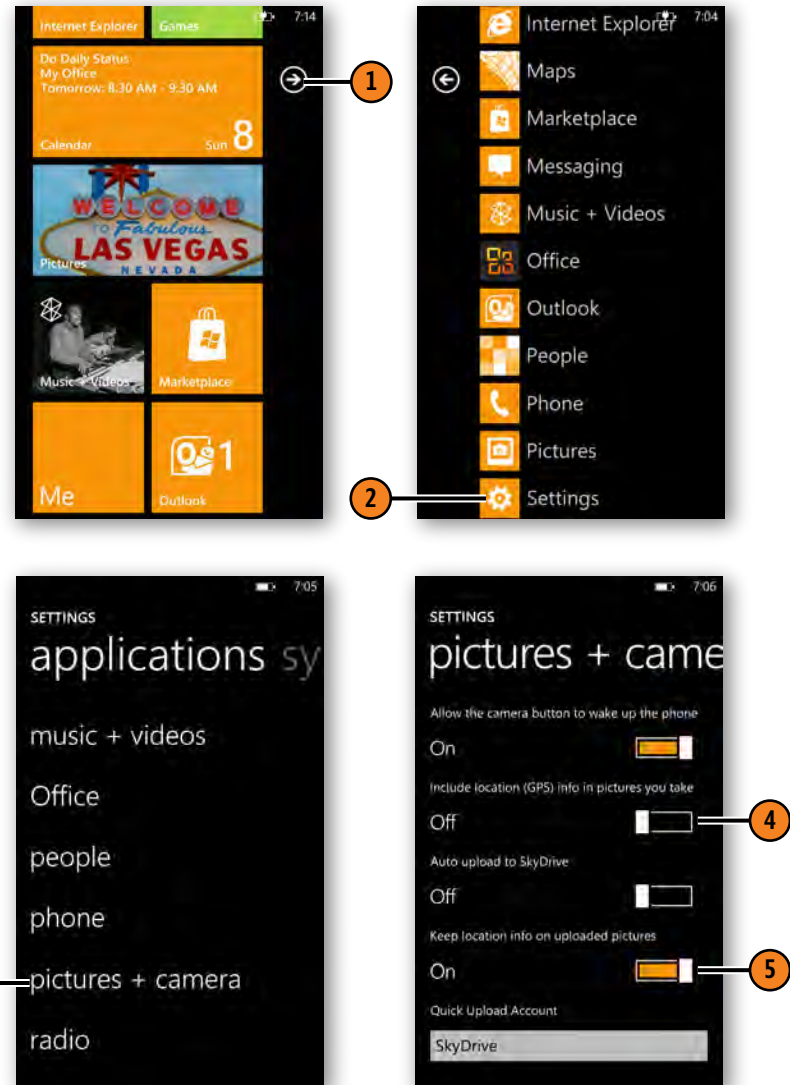 7:14
Internet Explorer
Games
Do Daily Status
My Office
Tomorrow: 8:30 AM - 9:30 AM
Calendar
Sun 8
1
WELCOME
TO Fabulous
LAS VEGAS
NEVADA
Pictures
Music + Videos
Marketplace
Me
1
Outlook
7:04
Internet Explorer
Maps
Marketplace
Messaging
Music + Videos
Office
Outlook
People
Phone
Pictures
2
Settings
7:05
SETTINGS
applications sy
music + videos
Office
people
phone
pictures + camera
radio
7:06
SETTINGS
pictures + came
Allow the camera button to wake up the phone
On
Include location (GPS) info in pictures you take
Off
4
Auto upload to SkyDrive
Off
Keep location info on uploaded pictures
On
5
Quick Upload Account
SkyDrive